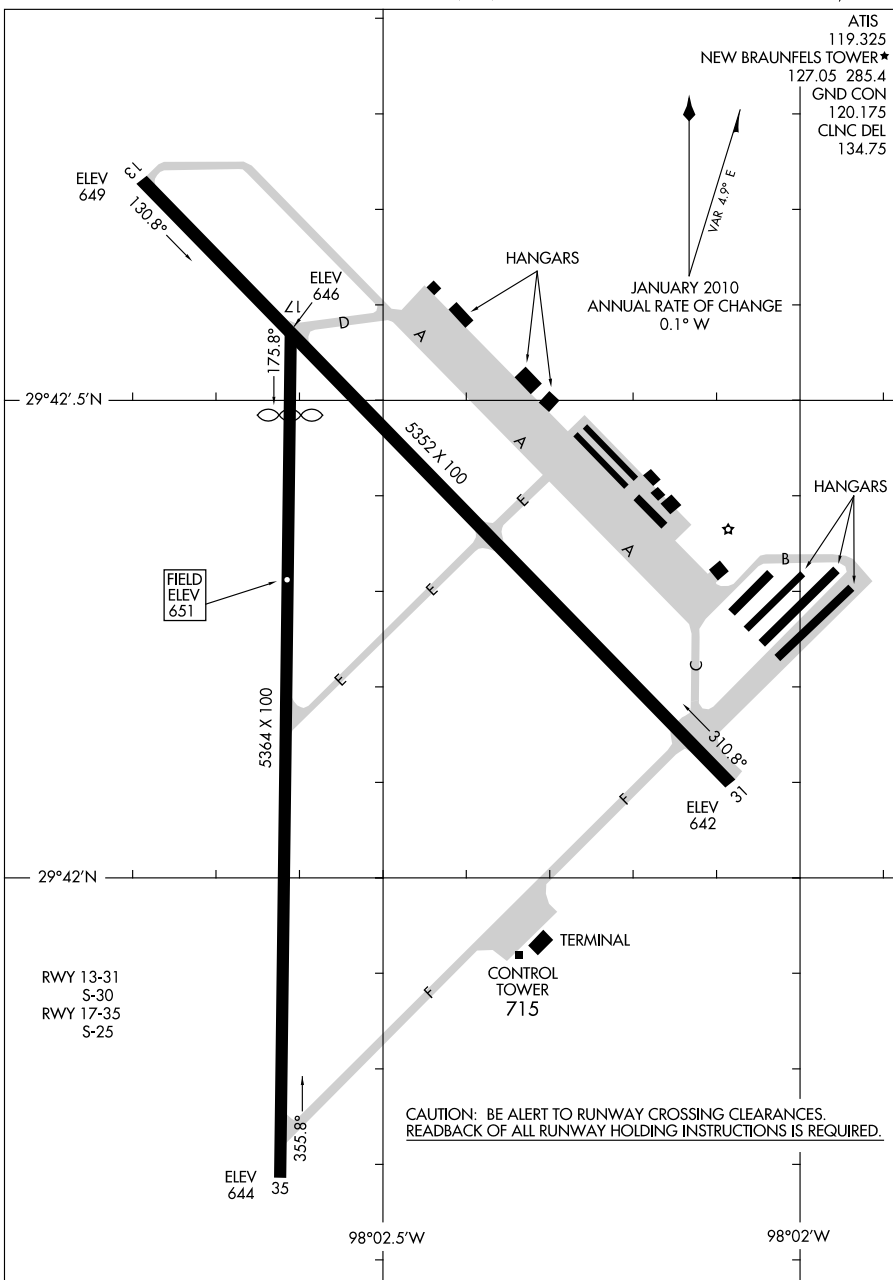 ATIS
119.325
NEW BRAUNFELS TOWER★
127.05 285.4
GND CON
120.175
CLNC DEL
134.75
VAR 4.9° E
JANUARY 2010
ANNUAL RATE OF CHANGE
0.1° W
13
ELEV
649
130.8°
HANGARS
ELEV
646
17
D
A
175.8°
29°42'.5'N
5352 X 100
A
E
HANGARS
A
B
FIELD
ELEV
651
E
E
C
5364 X 100
310.8°
31
F
ELEV
642
29°42'N
TERMINAL
CONTROL
TOWER
715
RWY 13-31
S-30
RWY 17-35
S-25
F
355.8°
CAUTION: BE ALERT TO RUNWAY CROSSING CLEARANCES.
READBACK OF ALL RUNWAY HOLDING INSTRUCTIONS IS REQUIRED.
ELEV
644
35
98°02.5'W
98°02'W